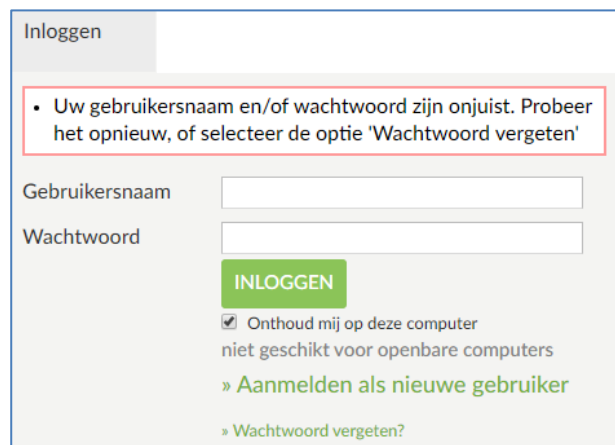 Inloggen
• Uw gebruikersnaam en/of wachtwoord zijn onjuist. Probeer
het opnieuw, of selecteer de optie 'Wachtwoord vergeten'
Gebruikersnaam
Wachtwoord
INLOGGEN
Onthoud mij op deze computer
niet geschikt voor openbare computers
» Aanmelden als nieuwe gebruiker
» Wachtwoord vergeten?